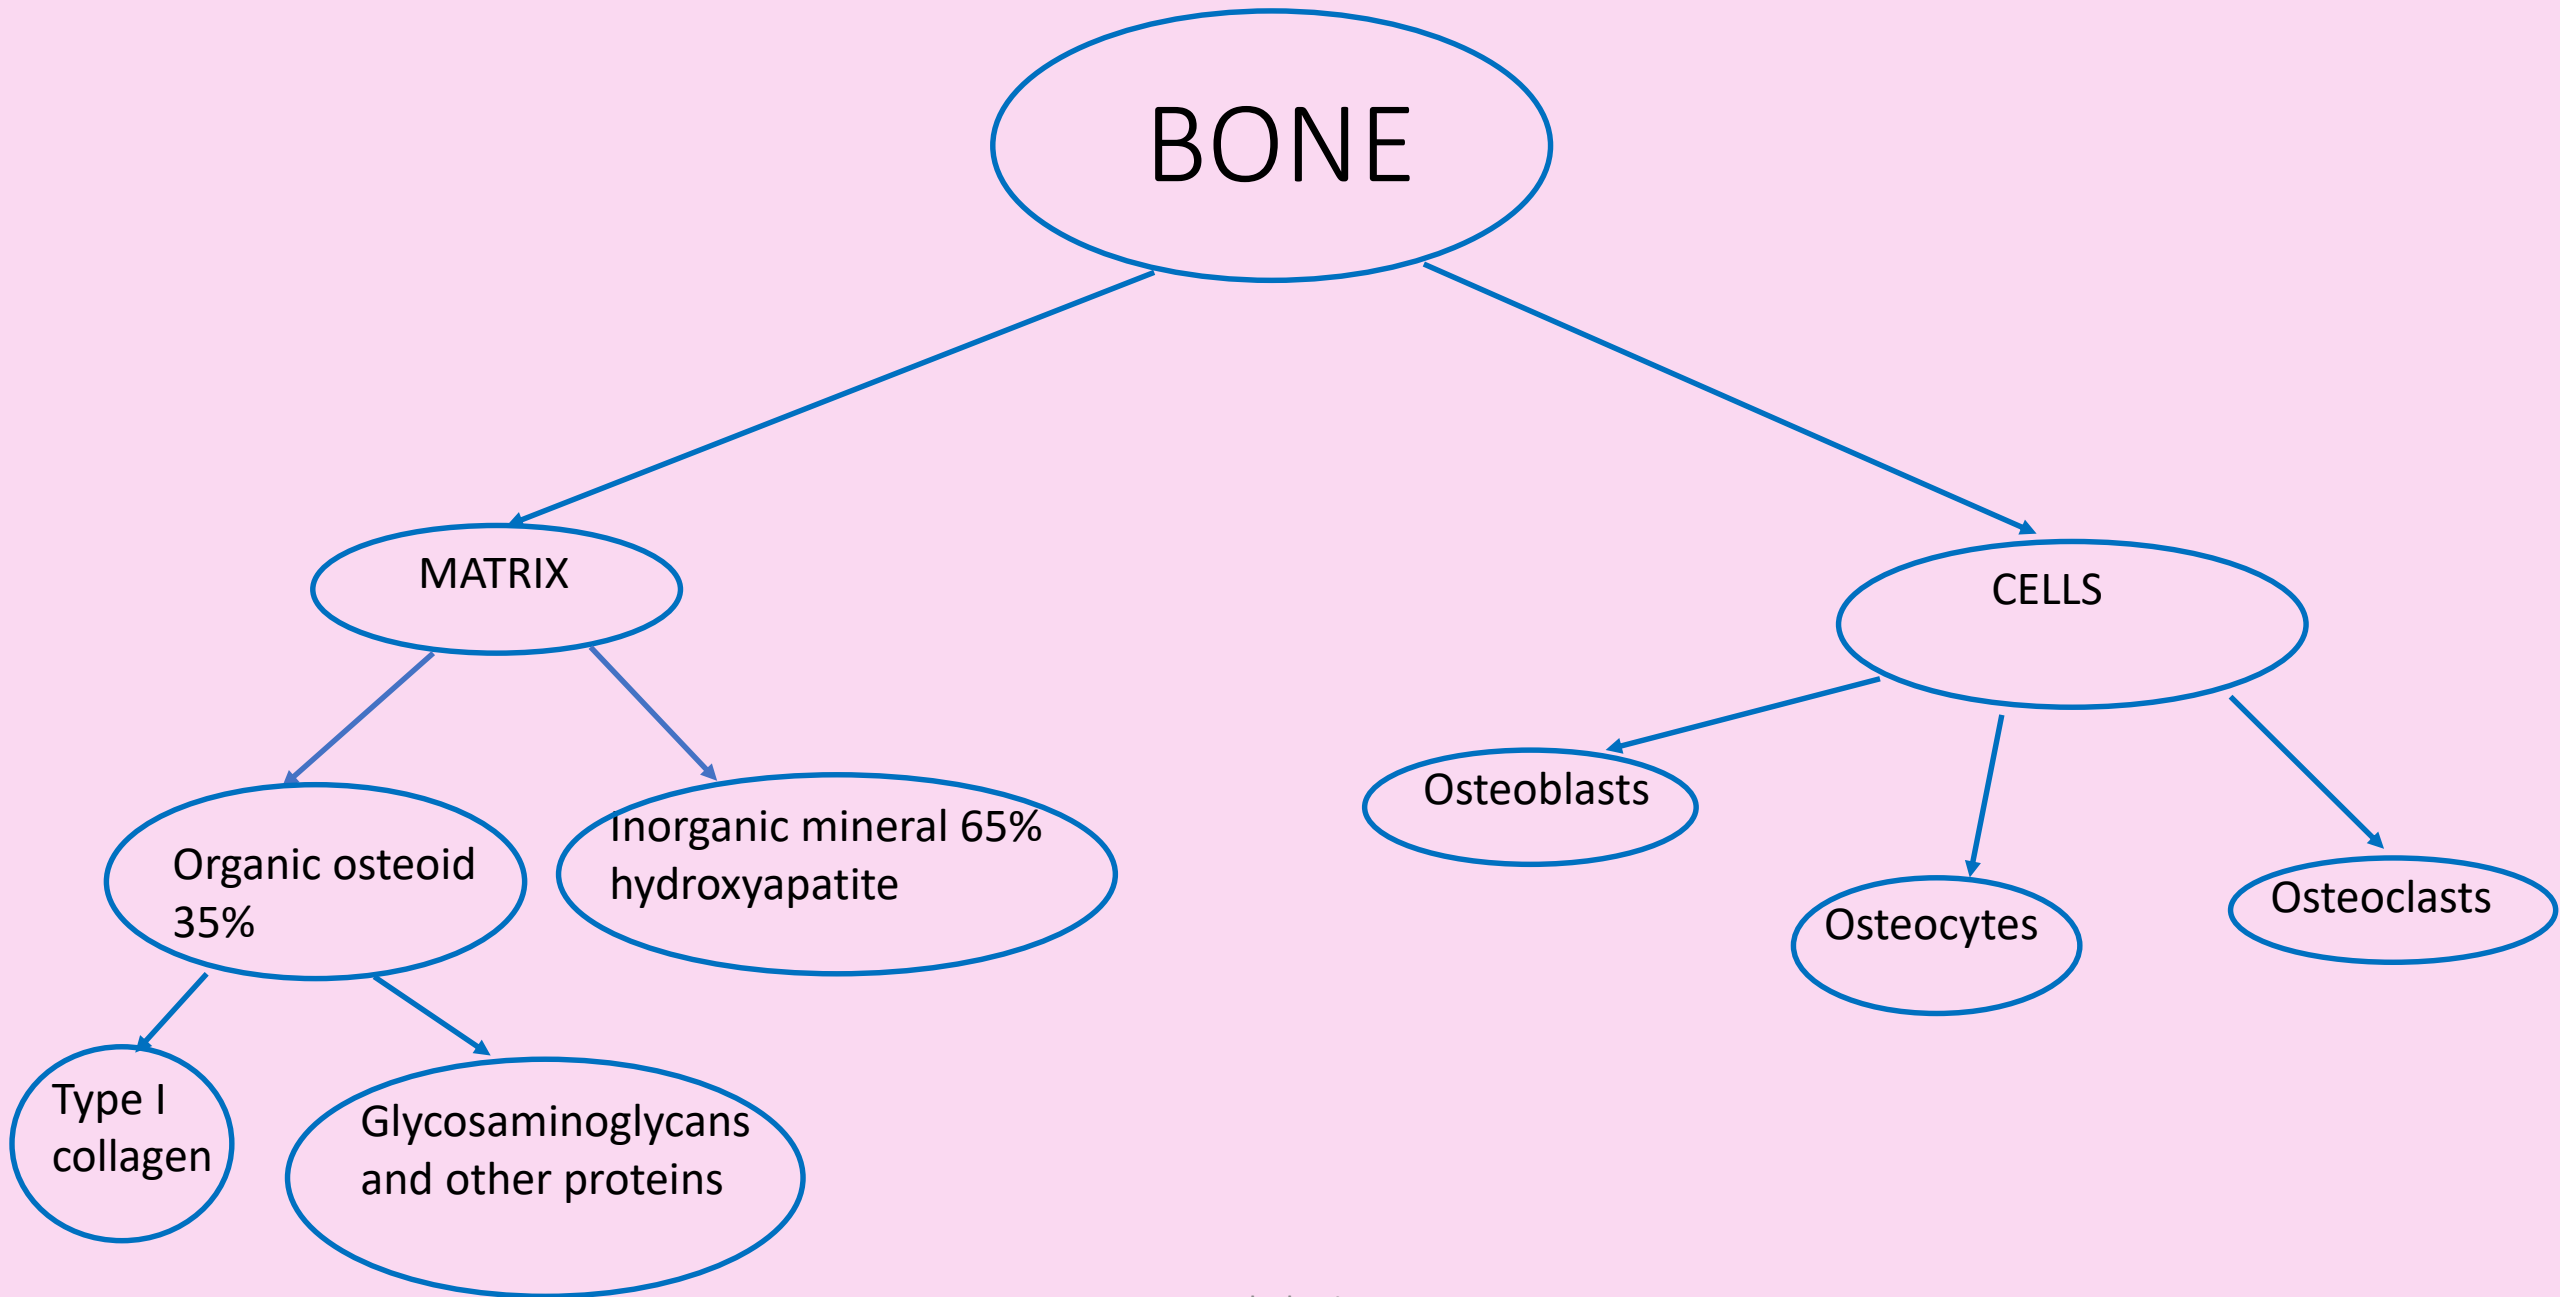 BONE
MATRIX
CELLS
Organic osteoid
35%
Inorganic mineral 65%
hydroxyapatite
Osteoblasts
Osteocytes
Osteoclasts
Type I
collagen
Glycosaminoglycans
and other proteins